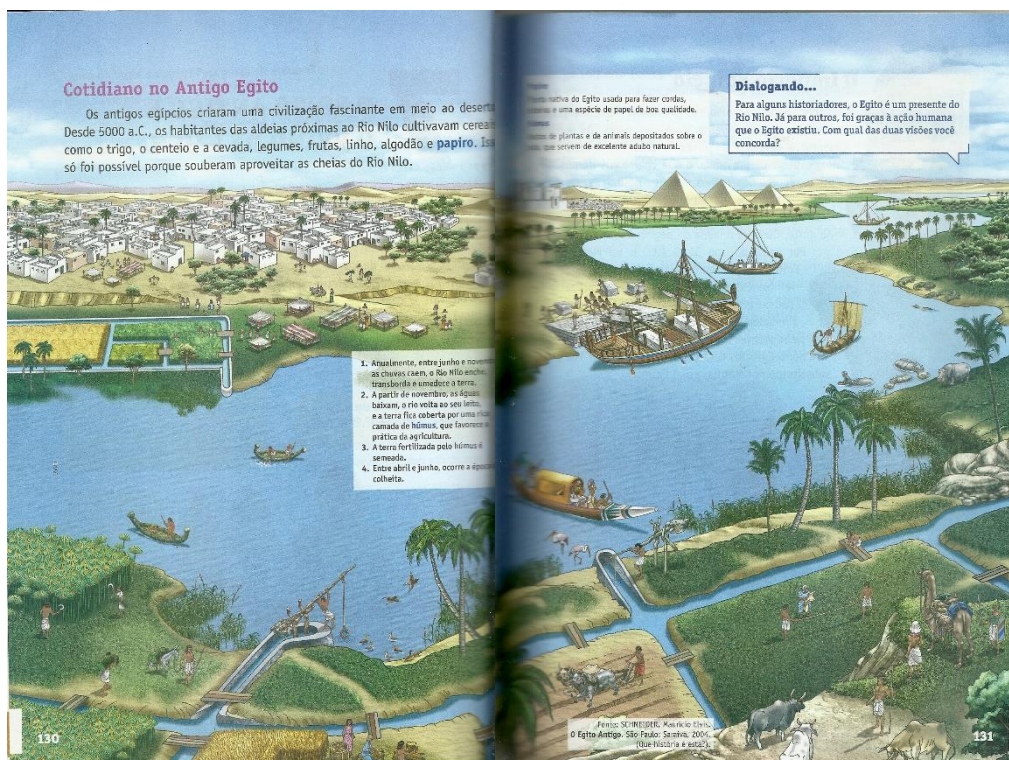 Cotidiano no Antigo Egito
Os antigos egípcios criaram uma civilização fascinante em meio ao
Desde 5000 a.C., os habitantes das aldeias próximas ao Rio Nilo cultivavam
como o trigo, o centeio e a cevada, legumes, frutas, linho, algodão e papiro.
só foi possível porque souberam aproveitar as cheias do Rio Nilo.
1. Anualmente, entre junho e
as chuvas caem, o Rio Nilo enche,
transborda e umedece a terra.
2. A partir de novembro, as águas
baixam, o rio volta ao seu leito,
e a terra fica coberta por uma
camada de húmus, que favorece
prática da agricultura.
3. A terra fertilizada pelo húmus é
semeada.
4. Entre abril e junho, ocorre a
colheita.
130
nativa do Egito usada para fazer cordas,
e uma espécie de papel de boa qualidade.
de plantas e de animais depositados sobre o
que servem de excelente adubo natural.
Dialogando...
Para alguns historiadores, o Egito é um presente do
Rio Nilo. Já para outros, foi graças à ação humana
que o Egito existiu. Com qual das duas visões você
concorda?
Fonte: SCHNEIDER, Maurício Elvis.
O Egito Antigo. São Paulo: Saraiva, 2004.
(Que história é esta?).
131